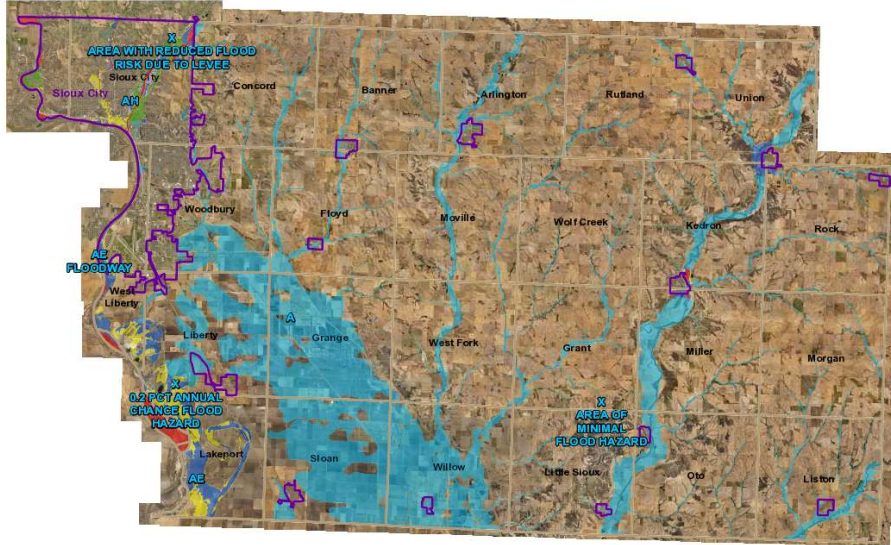 X
AREA WITH REDUCED FLOOD
RISK DUE TO LEVEE
Sioux City
Sioux City
AH
Concord
Banner
Arlington
Rutland
Union
Woodbury
Floyd
Moville
Wolf Creek
Kedron
Rock
AE
FLOODWAY
West
Liberty
Liberty
A
Grange
West Fork
Grant
Miller
Morgan
X
0.2 PCT ANNUAL
CHANCE FLOOD
HAZARD
X
AREA OF
MINIMAL
FLOOD HAZARD
Lakeport
AE
Sloan
Willow
Little Sioux
Oto
Liston